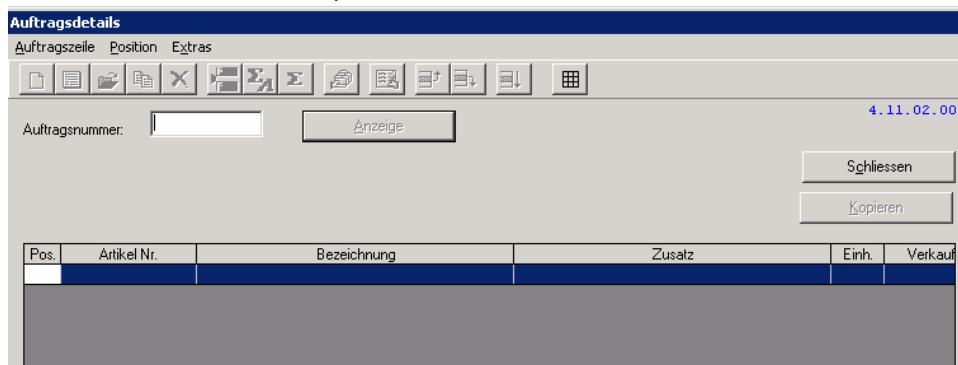 Auftragsdetails
Auftragszeile Position Extras
4.11.02.00
Auftragsnummer: Anzeige
Schliessen
Kopieren
Pos. Artikel Nr. Bezeichnung Zusatz Einh. Verkauf